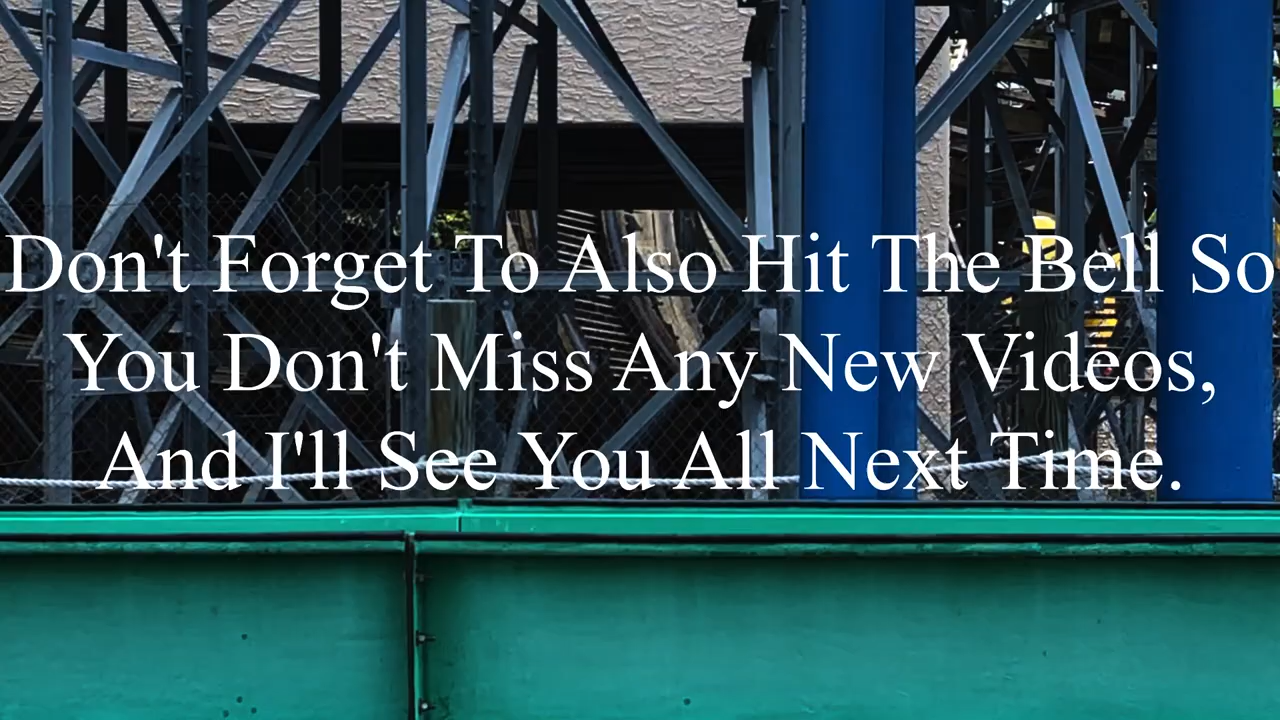 Don't Forget To Also Hit The Bell So
You Don't Miss Any New Videos,
And I'll See You All Next Time.